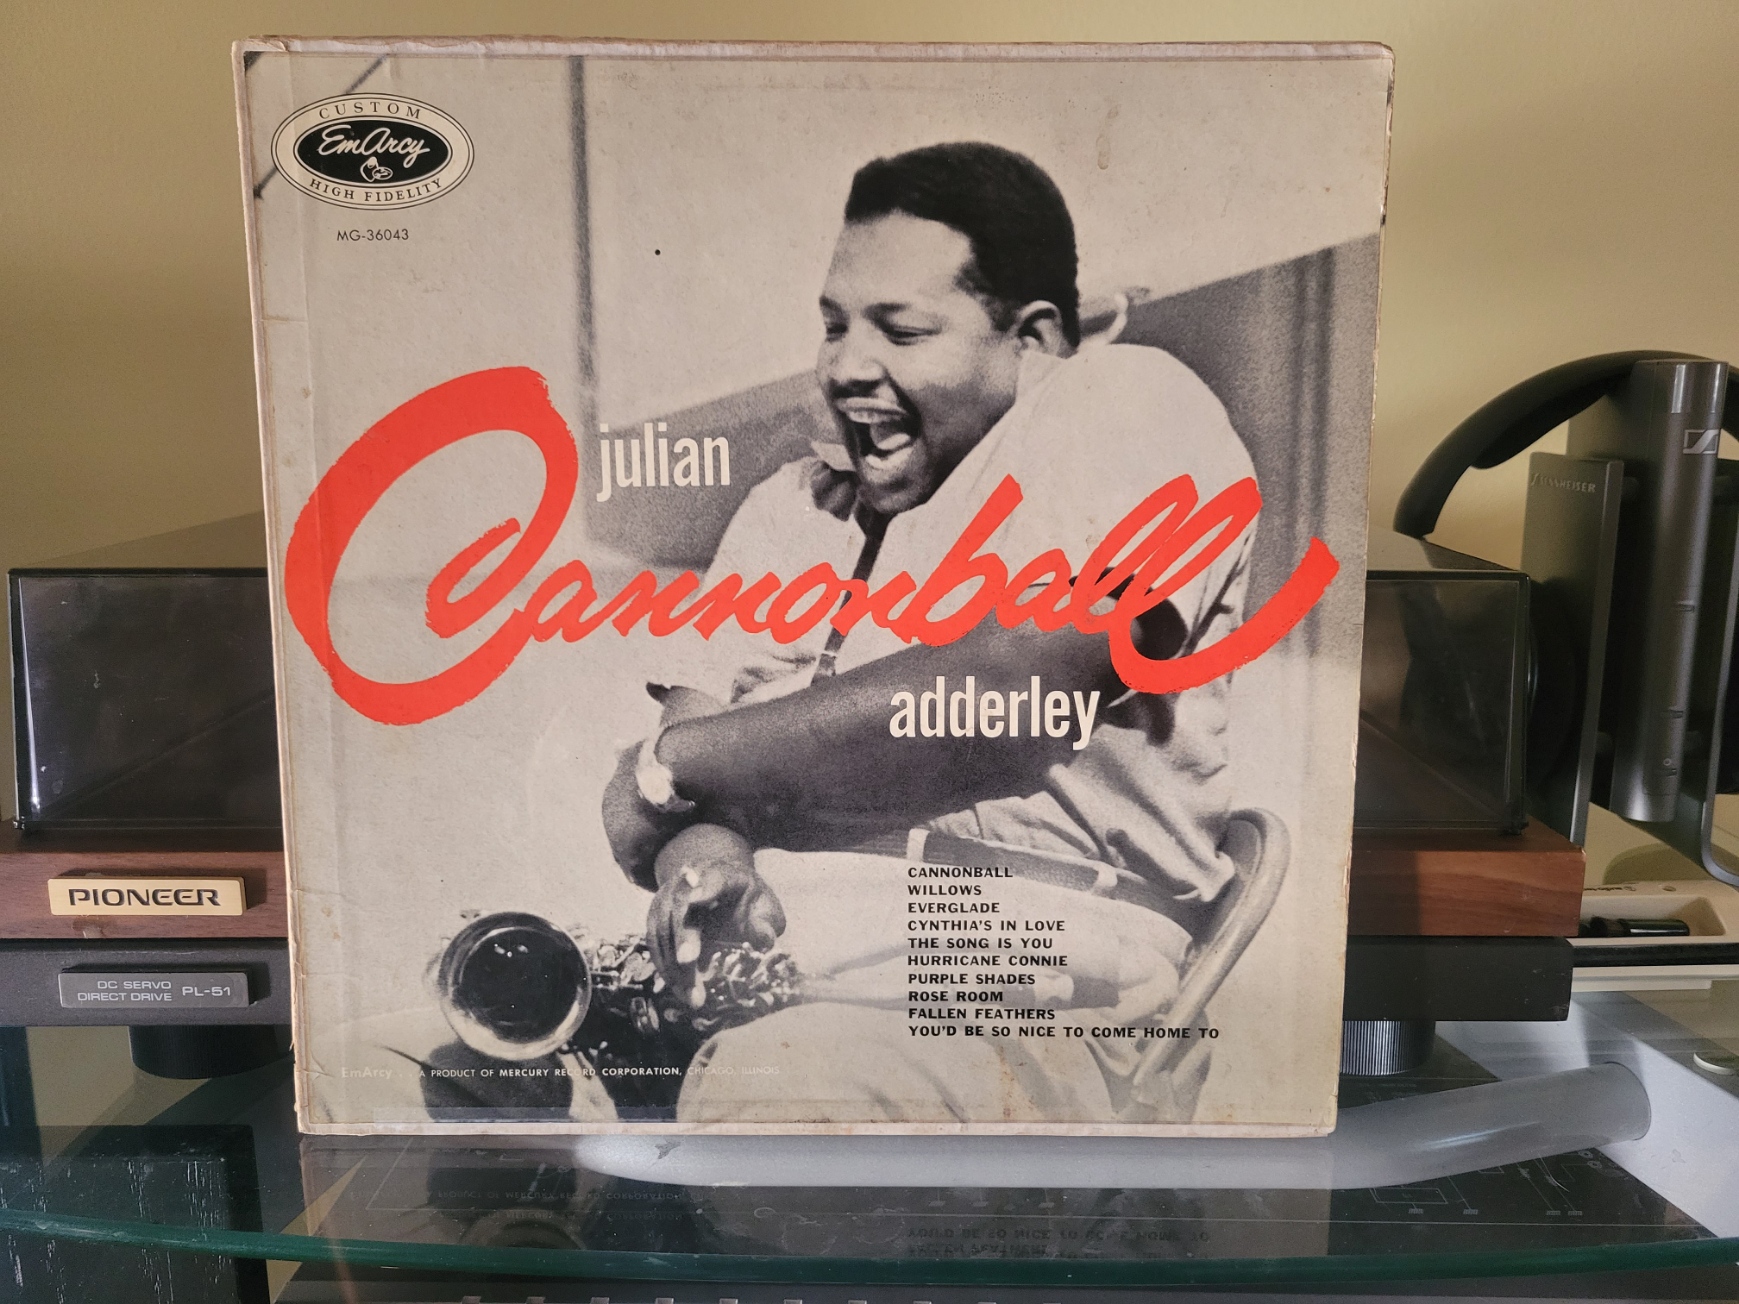 CUSTOM
EmArcy
HIGH FIDELITY
MG-36043
julian
Cannonball
adderley
CANNONBALL
WILLOWS
EVERGLADE
CYNTHIA'S IN LOVE
THE SONG IS YOU
HURRICANE CONNIE
PURPLE SHADES
ROSE ROOM
FALLEN FEATHERS
YOU'D BE SO NICE TO COME HOME TO
EmArcy A PRODUCT OF MERCURY RECORD CORPORATION, CHICAGO, ILLINOIS
PIONEER
DC SERVO
DIRECT DRIVE PL-51
SENNHEISER